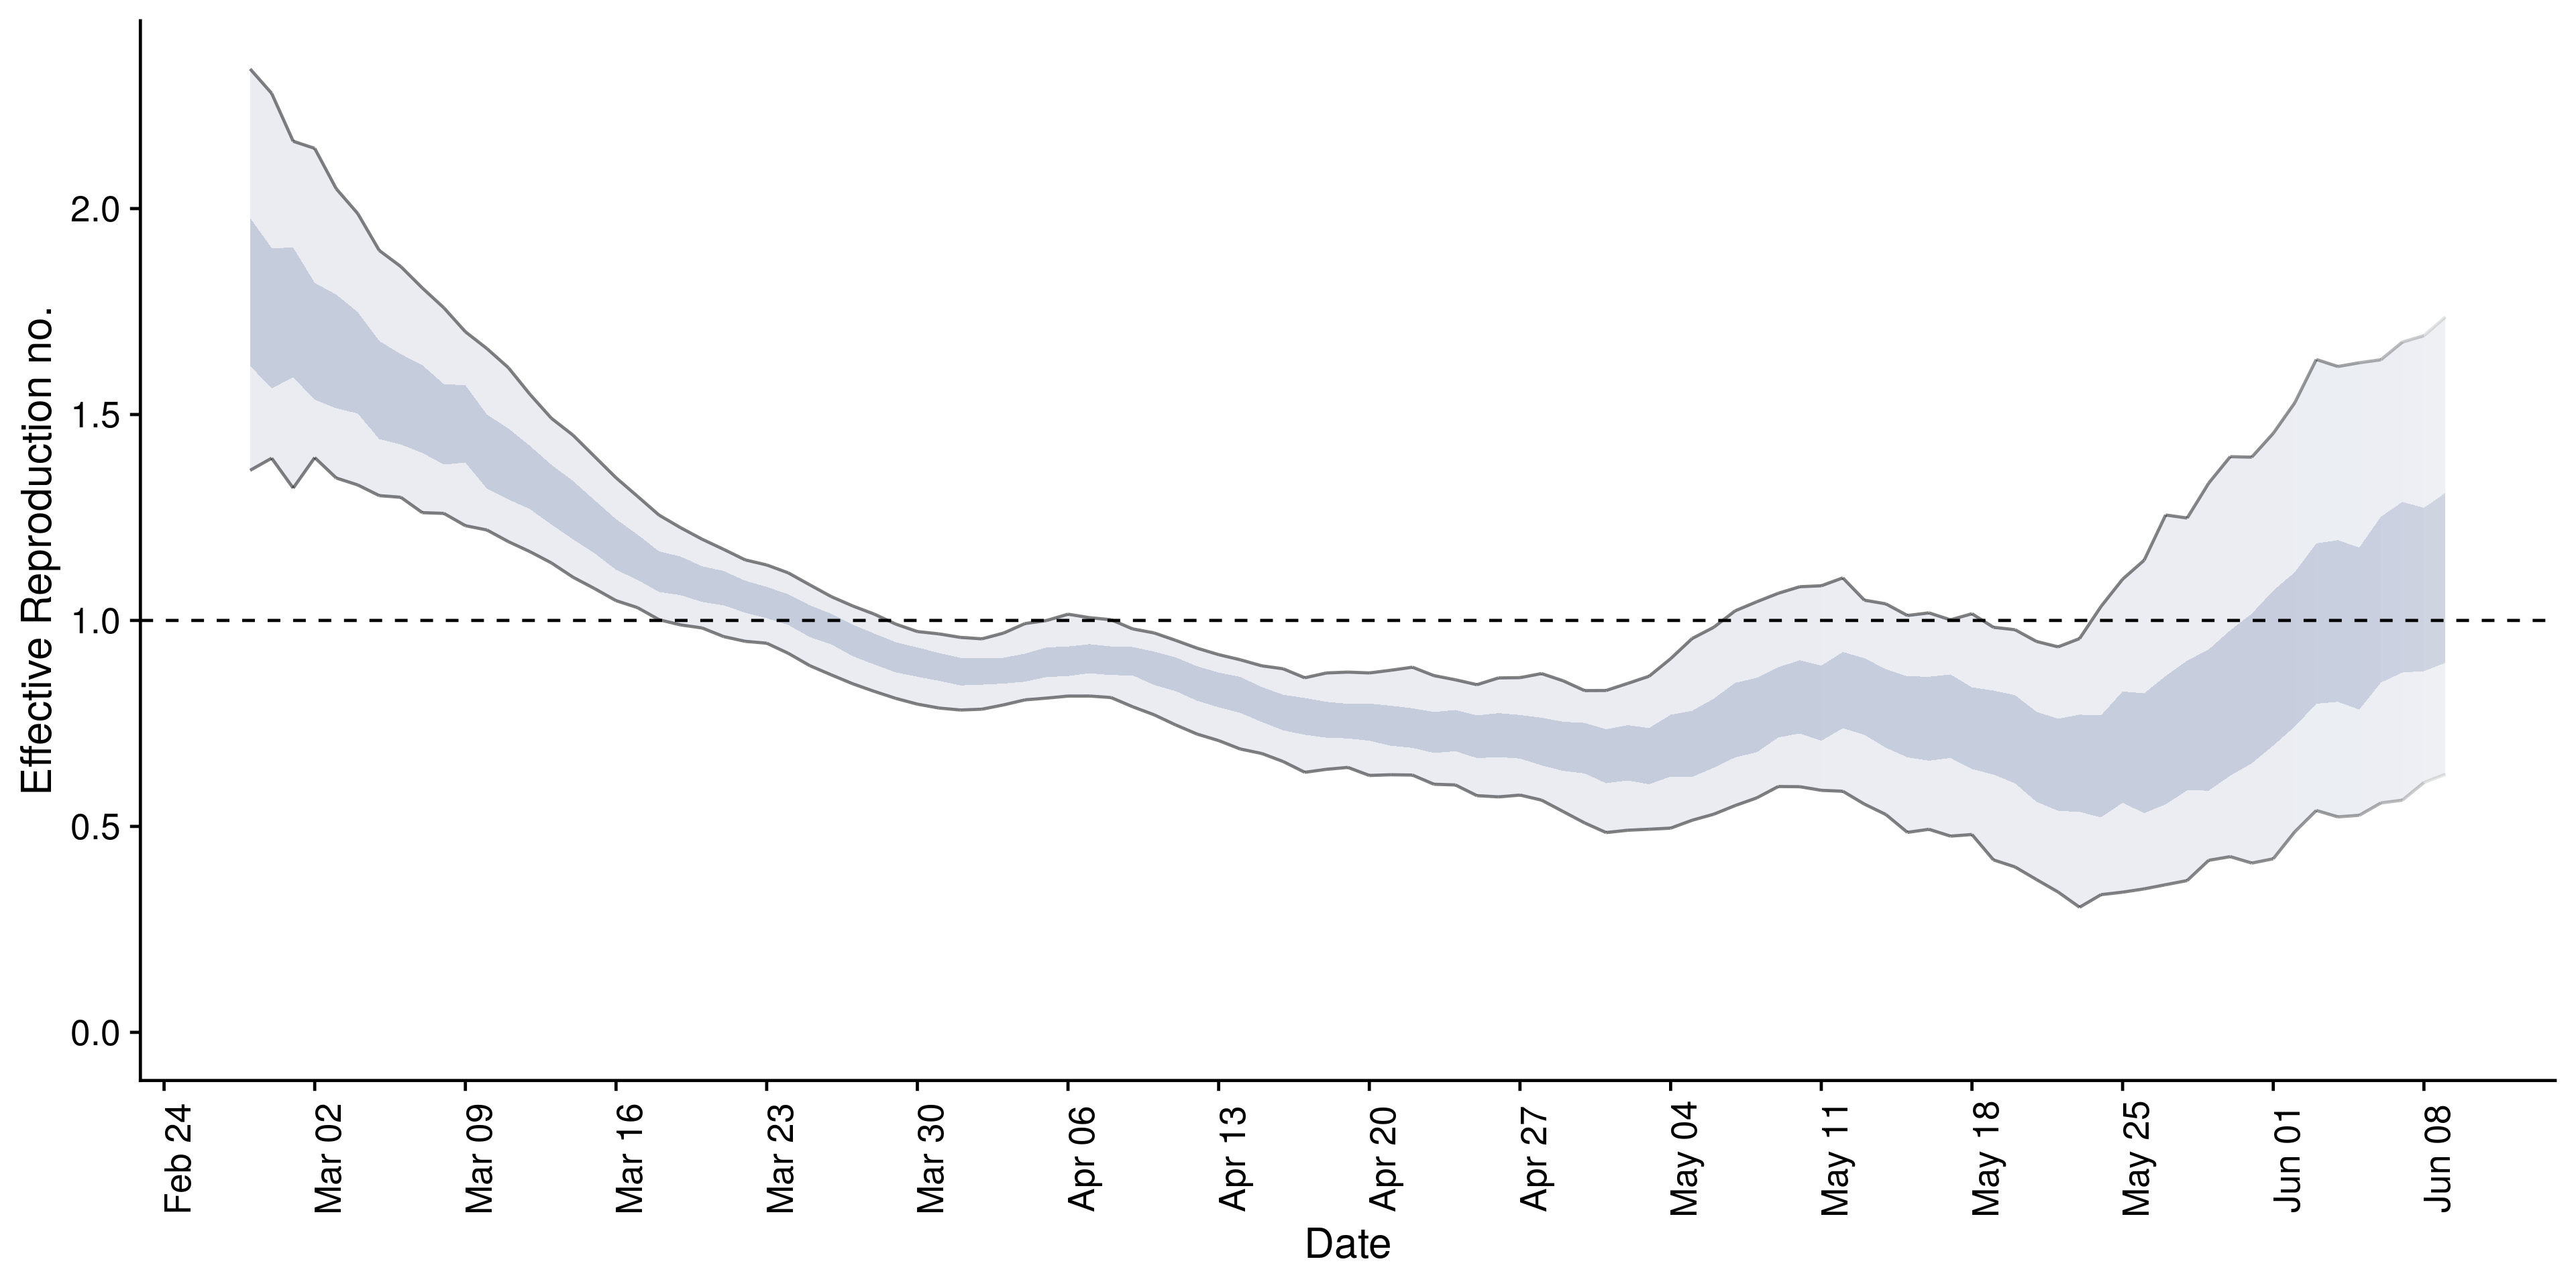 Effective Reproduction no.
2.0
1.5
1.0
0.5
0.0
Feb 24
Mar 02
Mar 09
Mar 16
Mar 23
Mar 30
Apr 06
Apr 13
Apr 20
Apr 27
May 04
May 11
May 18
May 25
Jun 01
Jun 08
Date